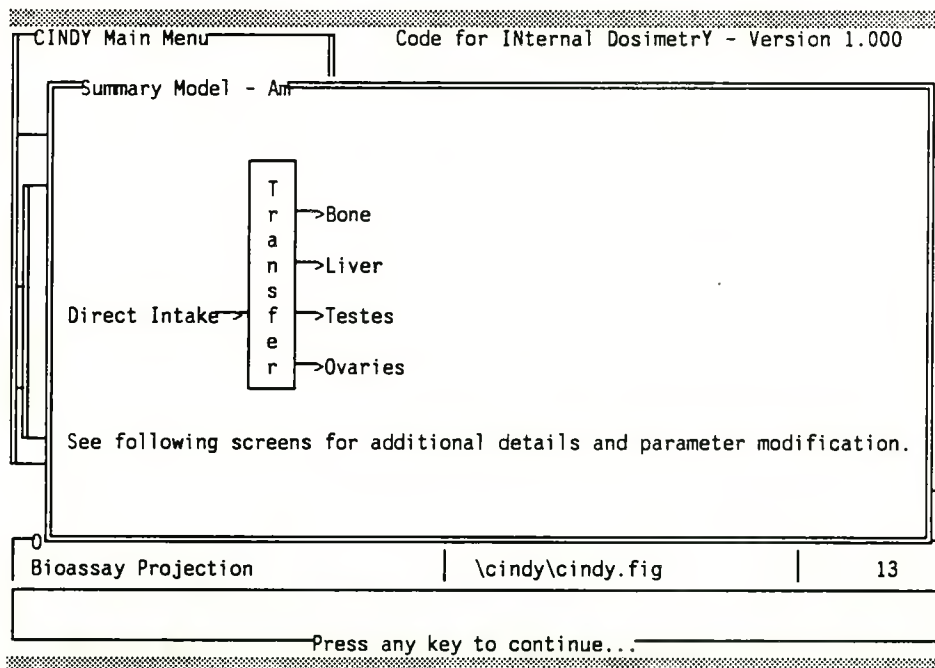 CINDY Main Menu Code for INternal DosimetrY - Version 1.000
Summary Model - Am
Transfer
Bone
Liver
Direct Intake
Testes
Ovaries
See following screens for additional details and parameter modification.
O
Bioassay Projection \cindy\cindy.fig 13
Press any key to continue...